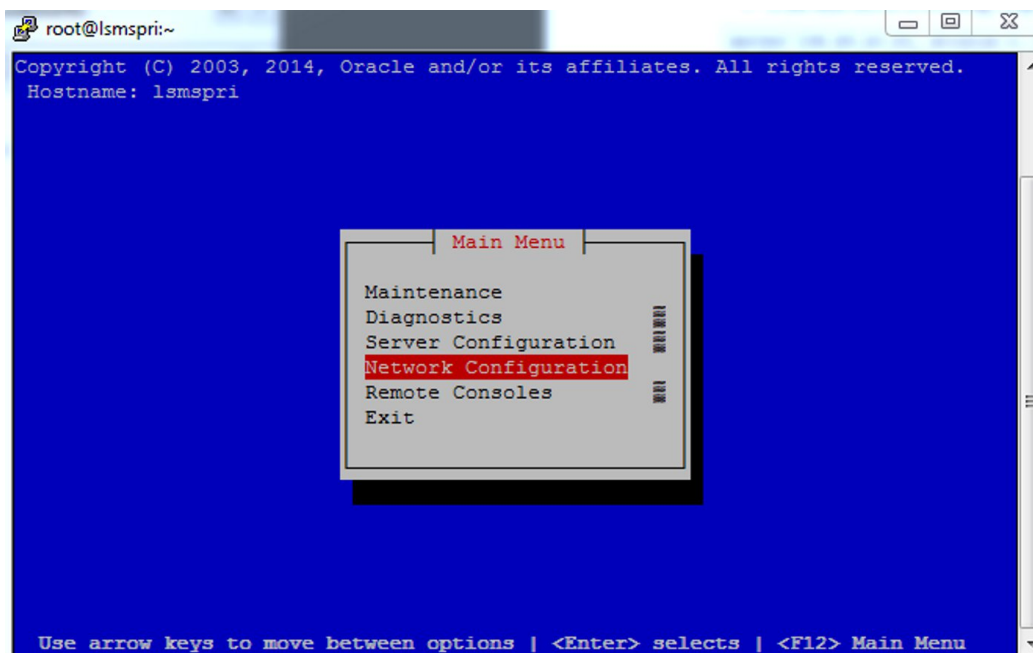 root@lsmspri:~
Copyright (C) 2003, 2014, Oracle and/or its affiliates. All rights reserved.
Hostname: lsmspri
Main Menu
Maintenance
Diagnostics
Server Configuration
Network Configuration
Remote Consoles
Exit
Use arrow keys to move between options | <Enter> selects | <F12> Main Menu